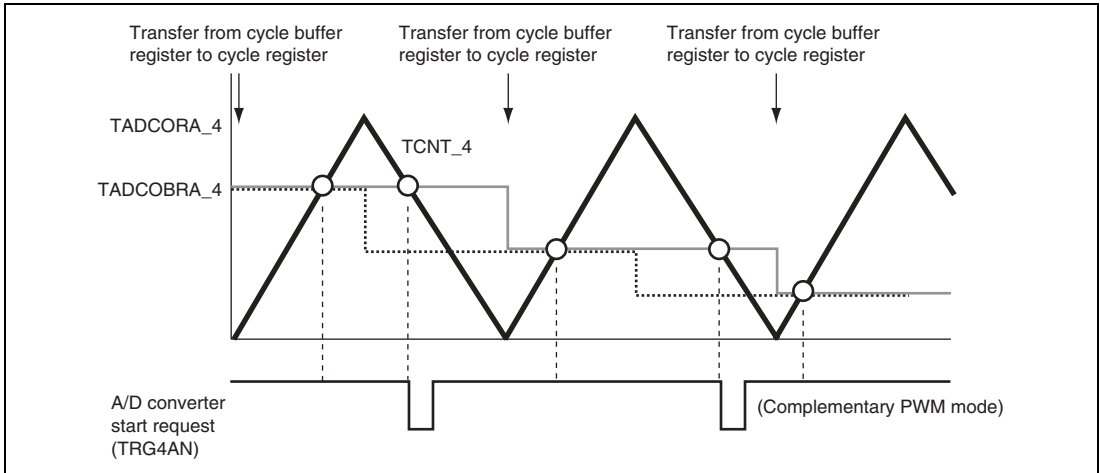 Transfer from cycle buffer
register to cycle register
Transfer from cycle buffer
register to cycle register
Transfer from cycle buffer
register to cycle register
TADCORA_4
TCNT_4
TADCOBRA_4
A/D converter
start request
(TRG4AN)
(Complementary PWM mode)